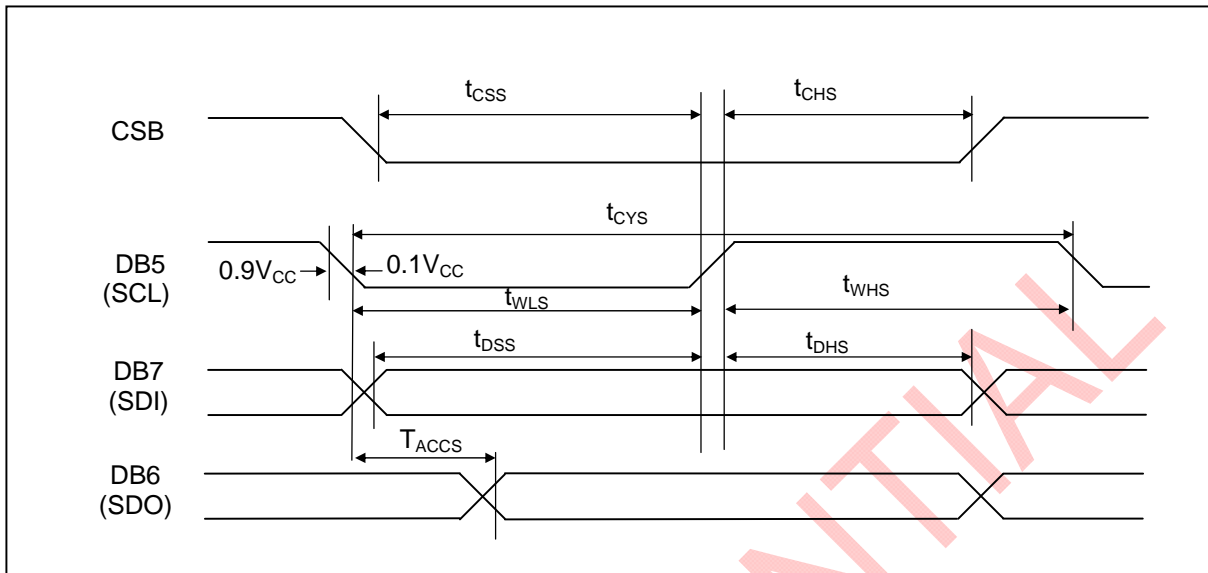 tCSS tCHS
CSB
tCYS
DB5
(SCL)
0.9VCC 0.1VCC
tWLS tWHS
tDSS tDHS
DB7
(SDI)
TACCS
DB6
(SDO)
NTIAL